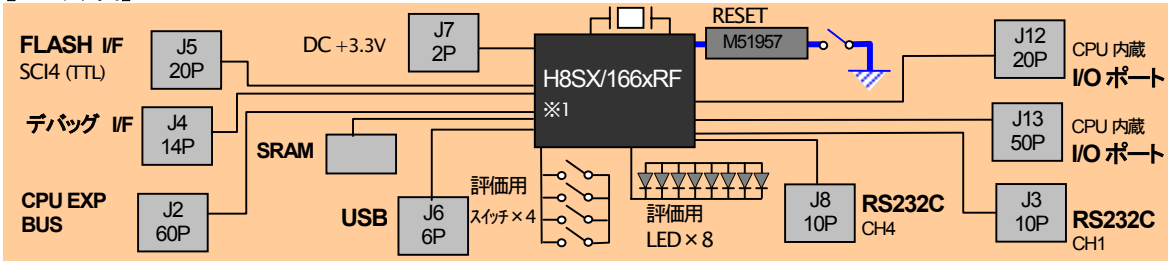 FLASH I/F
SCI4 (TTL)
J5
20P
DC +3.3V
J7
2P
RESET
M51957
J12
20P
CPU 内蔵
I/O ポート
H8SX/166xRF
※1
デバッグ I/F
J4
14P
SRAM
J13
50P
CPU 内蔵
I/O ポート
CPU EXP
BUS
J2
60P
USB
J6
6P
評価用
スイッチ×4
評価用
LED×8
J8
10P
RS232C
CH4
J3
10P
RS232C
CH1